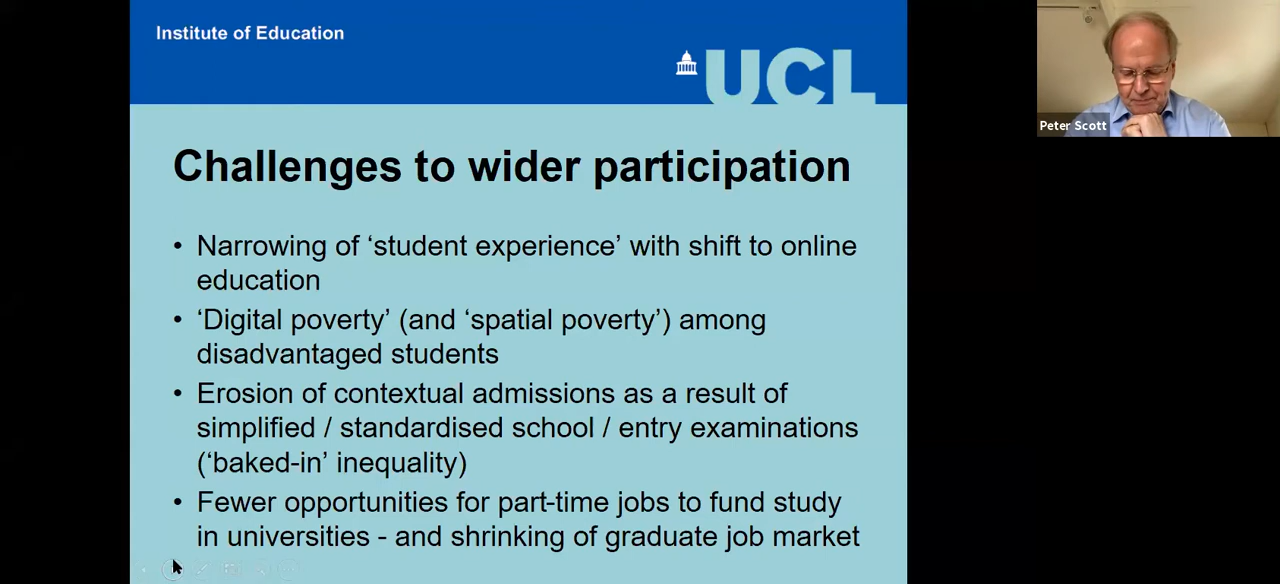 Institute of Education
UCL
Peter Scott
Challenges to wider participation
• Narrowing of ‘student experience’ with shift to online
education
• ‘Digital poverty’ (and ‘spatial poverty’) among
disadvantaged students
• Erosion of contextual admissions as a result of
simplified / standardised school / entry examinations
(‘baked-in’ inequality)
• Fewer opportunities for part-time jobs to fund study
in universities - and shrinking of graduate job market